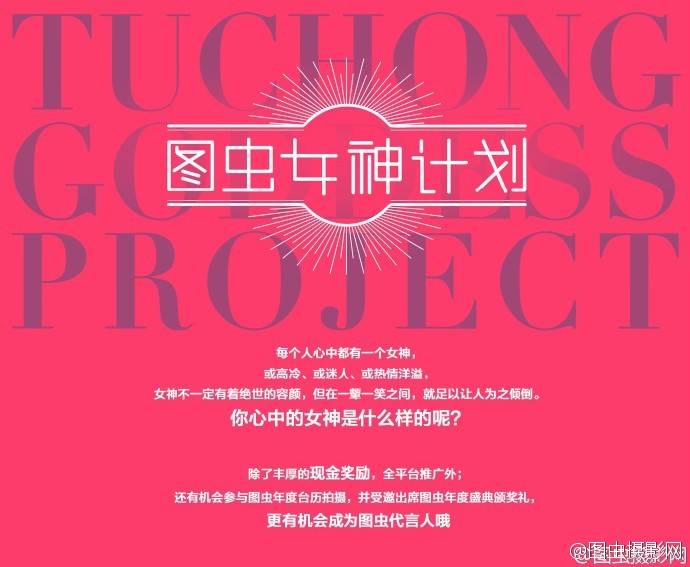 TUCHONG
GODDESS
PROJECT
图虫女神计划
每个人心中都有一个女神，
或高冷、或迷人、或热情洋溢，
女神不一定有着绝世的容颜，但在一颦一笑之间，就足以让人为之倾倒。
你心中的女神是什么样的呢？
除了丰厚的现金奖励，全平台推广外；
还有机会参与图虫年度台历拍摄，并受邀出席图虫年度盛典颁奖礼，
更有机会成为图虫代言人哦
@图虫摄影网
@图虫摄影网